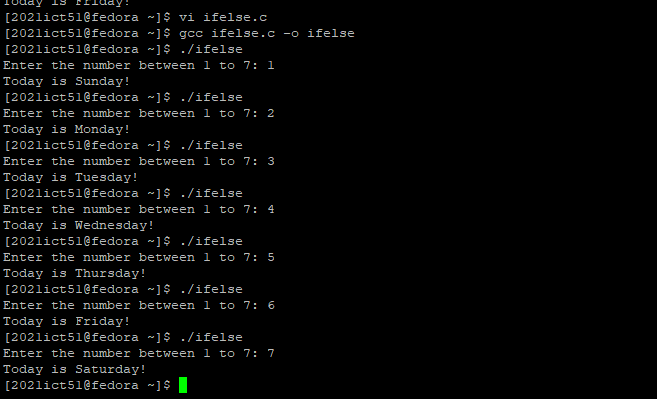 Today is Friday!
[2021ict51@fedora ~]$ vi ifelse.c
[2021ict51@fedora ~]$ gcc ifelse.c -o ifelse
[2021ict51@fedora ~]$ ./ifelse
Enter the number between 1 to 7: 1
Today is Sunday!
[2021ict51@fedora ~]$ ./ifelse
Enter the number between 1 to 7: 2
Today is Monday!
[2021ict51@fedora ~]$ ./ifelse
Enter the number between 1 to 7: 3
Today is Tuesday!
[2021ict51@fedora ~]$ ./ifelse
Enter the number between 1 to 7: 4
Today is Wednesday!
[2021ict51@fedora ~]$ ./ifelse
Enter the number between 1 to 7: 5
Today is Thursday!
[2021ict51@fedora ~]$ ./ifelse
Enter the number between 1 to 7: 6
Today is Friday!
[2021ict51@fedora ~]$ ./ifelse
Enter the number between 1 to 7: 7
Today is Saturday!
[2021ict51@fedora ~]$